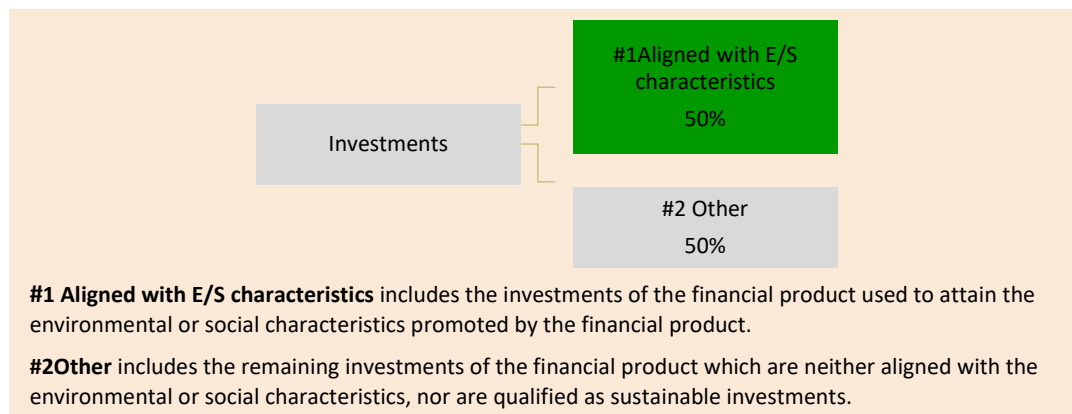 #1Aligned with E/S
characteristics
50%
Investments
#2 Other
50%
#1 Aligned with E/S characteristics includes the investments of the financial product used to attain the
environmental or social characteristics promoted by the financial product.
#2Other includes the remaining investments of the financial product which are neither aligned with the
environmental or social characteristics, nor are qualified as sustainable investments.